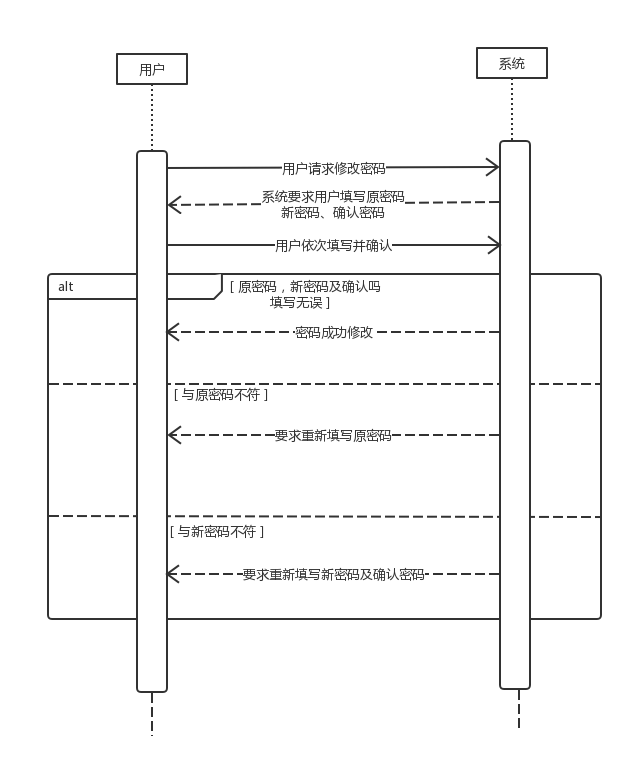 用户
系统
用户请求修改密码
系统要求用户填写原密码
新密码、确认密码
用户依次填写并确认
alt
[ 原密码，新密码及确认吗
填写无误 ]
密码成功修改
[ 与原密码不符 ]
要求重新填写原密码
[ 与新密码不符 ]
要求重新填写新密码及确认密码